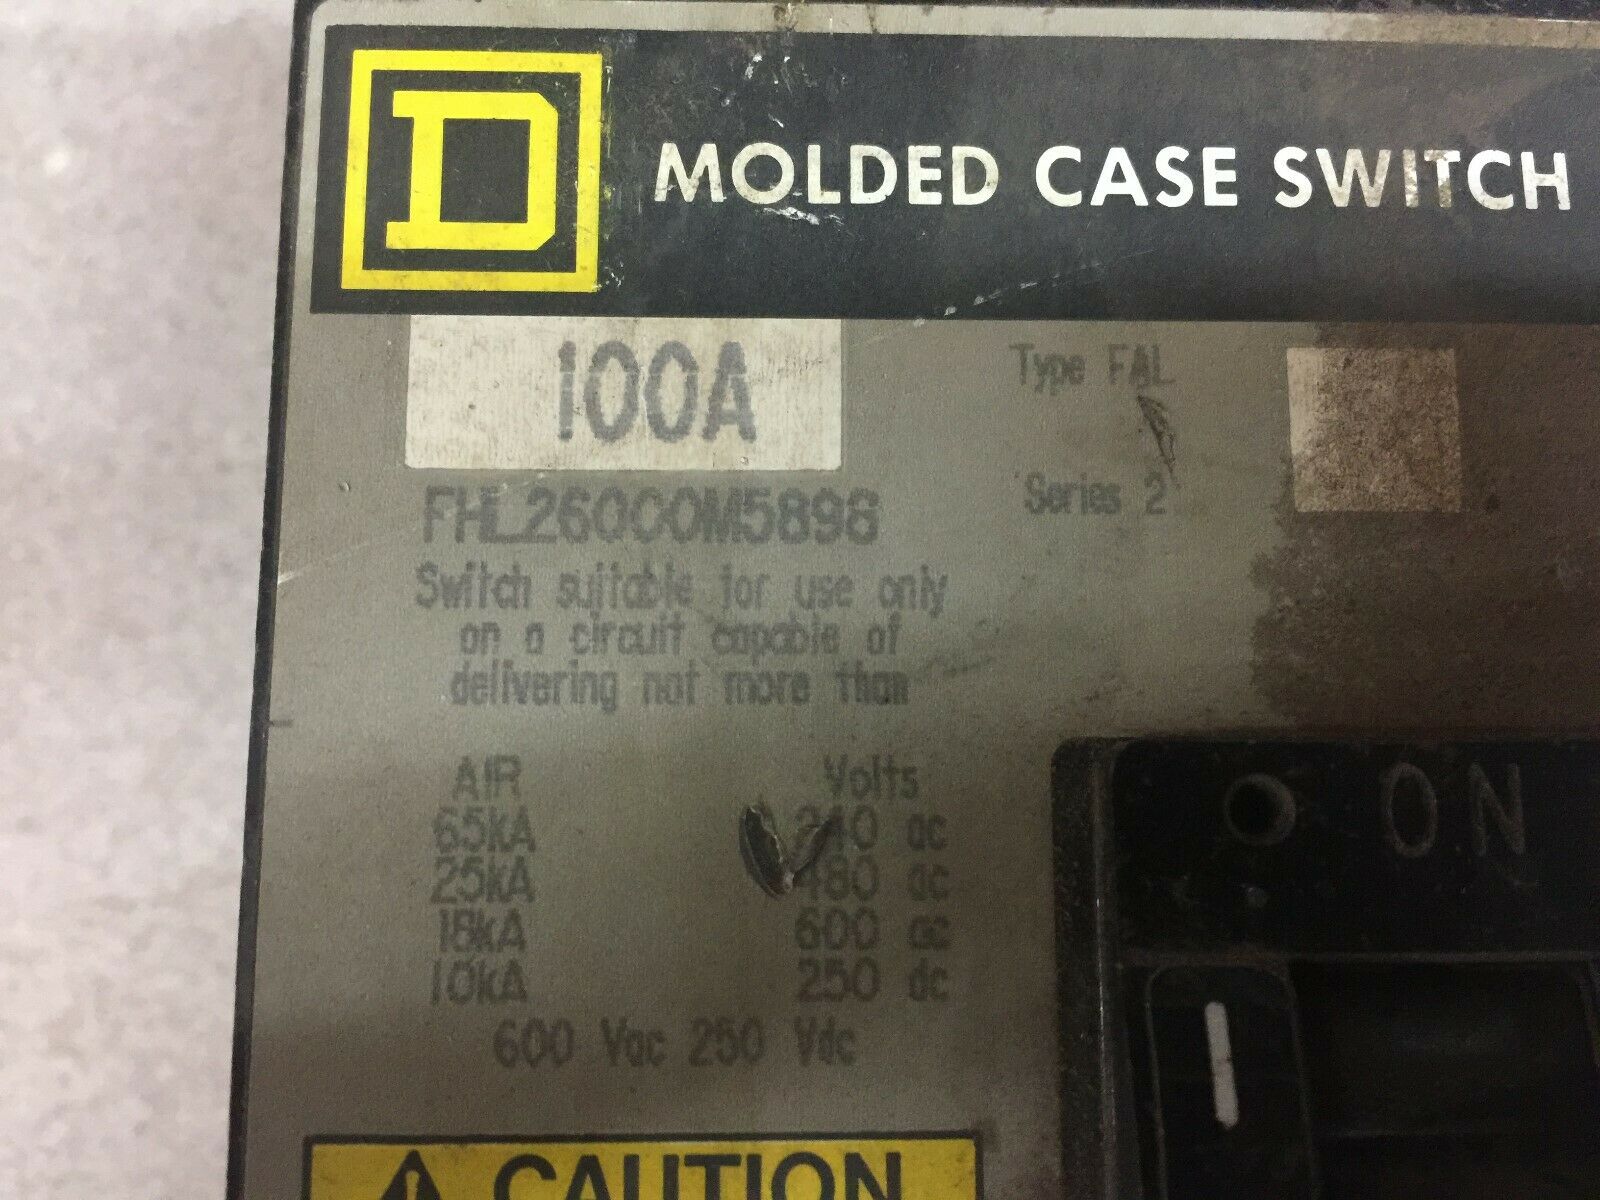 D MOLDED CASE SWITCH
100A
Type FAL
FHL26000M5898
Series 2
Switch suitable for use only
on a circuit capable of
delivering not more than
AIR Volts
65kA 240 ac
25kA 480 ac
18kA 600 ac
10kA 250 dc
600 Vac 250 Vdc
ON
CAUTION